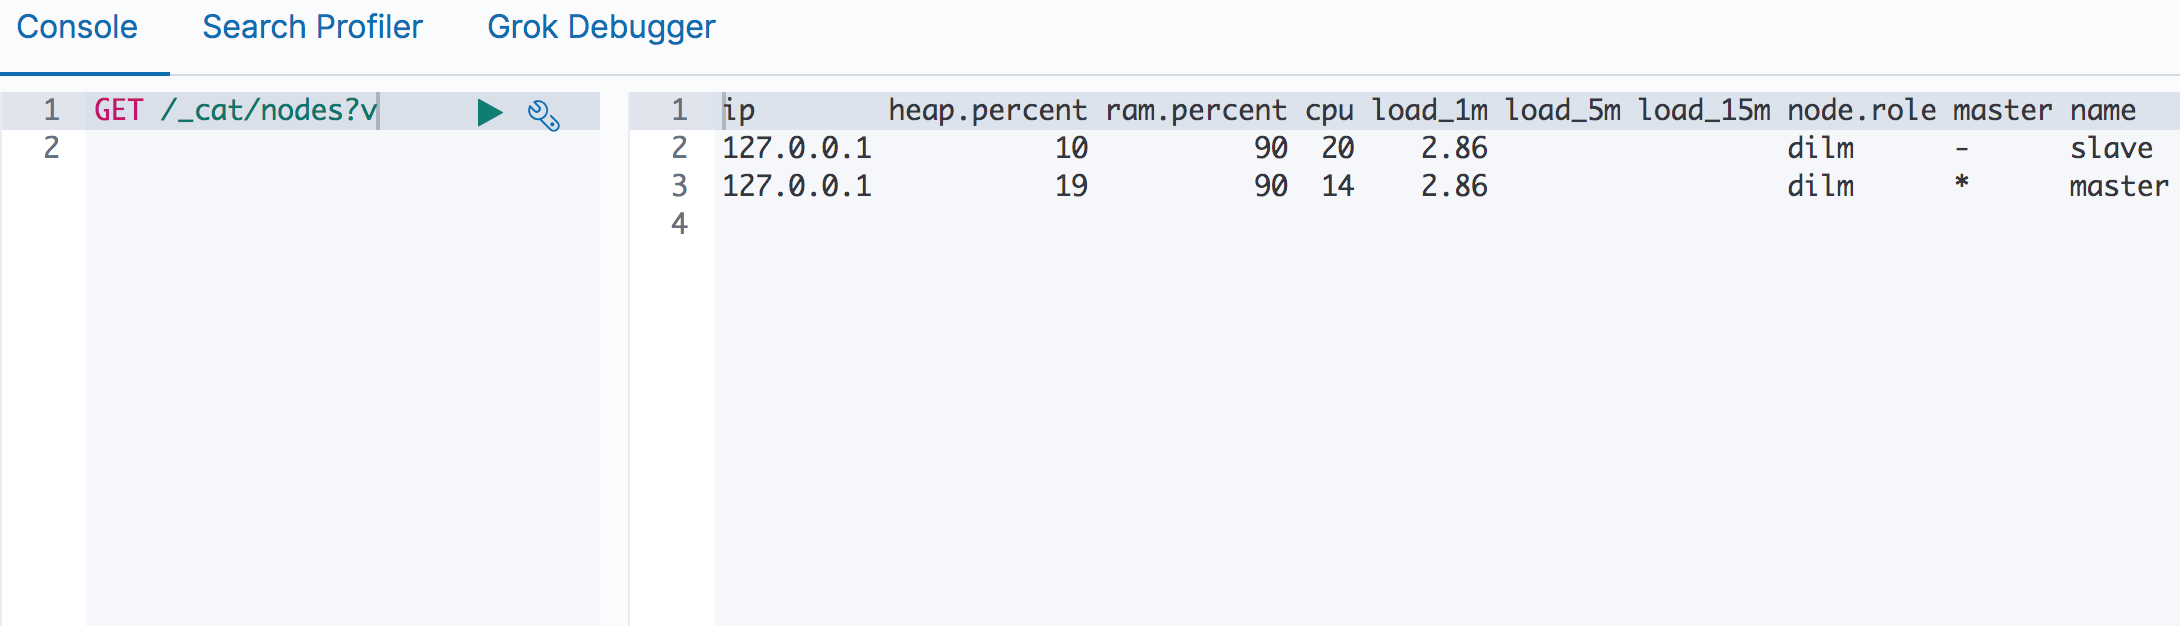 Console Search Profiler Grok Debugger
1 GET /_cat/nodes?v
2
1 ip heap.percent ram.percent cpu load_1m load_5m load_15m node.role master name
2 127.0.0.1 10 90 20 2.86 dilm - slave
3 127.0.0.1 19 90 14 2.86 dilm * master
4